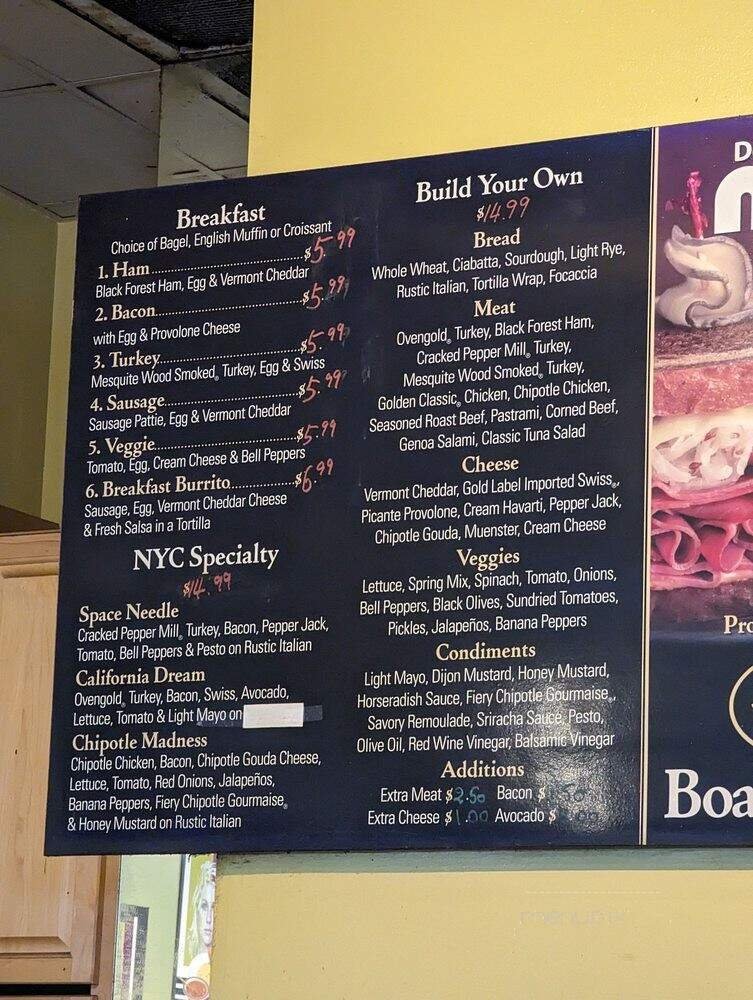 Breakfast
Choice of Bagel, English Muffin or Croissant
1. Ham..............................$5.99
Black Forest Ham, Egg & Vermont Cheddar
2. Bacon.............................$5.99
with Egg & Provolone Cheese
3. Turkey............................$5.99
Mesquite Wood Smoked® Turkey, Egg & Swiss
4. Sausage...........................$5.99
Sausage Pattie, Egg & Vermont Cheddar
5. Veggie............................$5.99
Tomato, Egg, Cream Cheese & Bell Peppers
6. Breakfast Burrito.............$6.99
Sausage, Egg, Vermont Cheddar Cheese
& Fresh Salsa in a Tortilla
NYC Specialty
$14.99
Space Needle
Cracked Pepper Mill® Turkey, Bacon, Pepper Jack,
Tomato, Bell Peppers & Pesto on Rustic Italian
California Dream
Ovengold® Turkey, Bacon, Swiss, Avocado,
Lettuce, Tomato & Light Mayo on
Chipotle Madness
Chipotle Chicken, Bacon, Chipotle Gouda Cheese,
Lettuce, Tomato, Red Onions, Jalapeños,
Banana Peppers, Fiery Chipotle Gourmaise®
& Honey Mustard on Rustic Italian
Build Your Own
$14.99
Bread
Whole Wheat, Ciabatta, Sourdough, Light Rye,
Rustic Italian, Tortilla Wrap, Focaccia
Meat
Ovengold® Turkey, Black Forest Ham,
Cracked Pepper Mill® Turkey,
Mesquite Wood Smoked® Turkey,
Golden Classic® Chicken, Chipotle Chicken,
Seasoned Roast Beef, Pastrami, Corned Beef,
Genoa Salami, Classic Tuna Salad
Cheese
Vermont Cheddar, Gold Label Imported Swiss®,
Picante Provolone, Cream Havarti, Pepper Jack,
Chipotle Gouda, Muenster, Cream Cheese
Veggies
Lettuce, Spring Mix, Spinach, Tomato, Onions,
Bell Peppers, Black Olives, Sundried Tomatoes,
Pickles, Jalapeños, Banana Peppers
Condiments
Light Mayo, Dijon Mustard, Honey Mustard,
Horseradish Sauce, Fiery Chipotle Gourmaise®,
Savory Remoulade, Sriracha Sauce, Pesto,
Olive Oil, Red Wine Vinegar, Balsamic Vinegar
Additions
Extra Meat $2.50 Bacon $
Extra Cheese $1.00 Avocado $
D
Pro
Boa